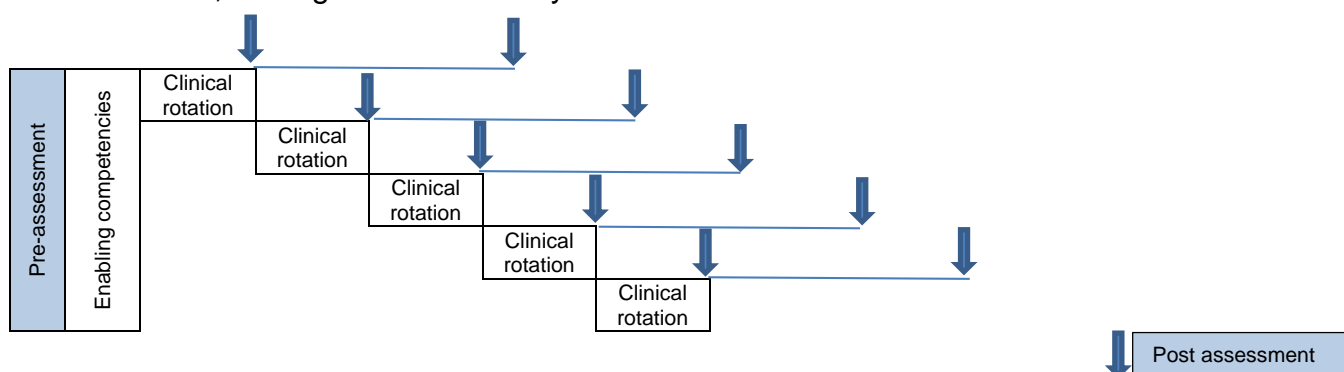 Pre-assessment
Enabling competencies
Clinical
rotation
Clinical
rotation
Clinical
rotation
Clinical
rotation
Clinical
rotation
Post assessment